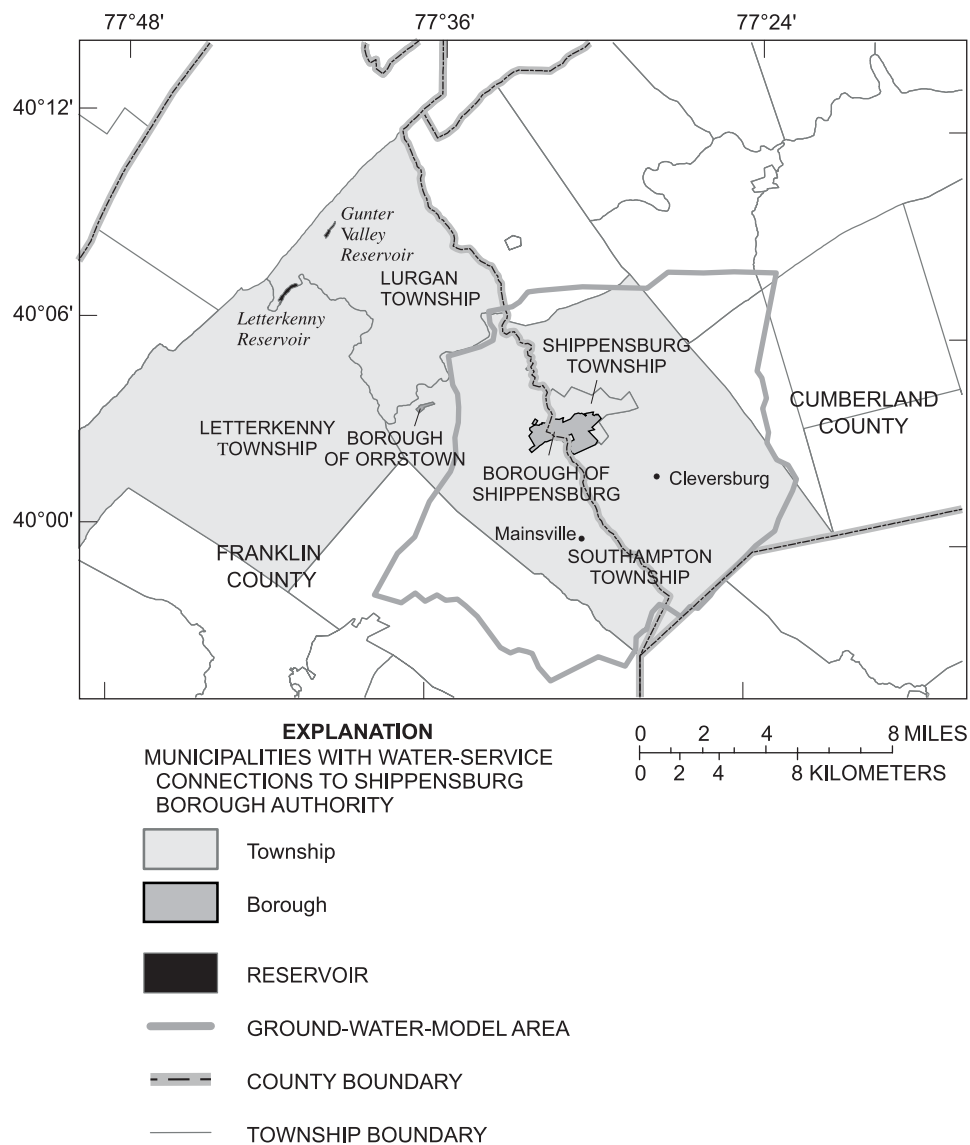 77°48'
77°36'
77°24'
40°12'
Gunter
Valley
Reservoir
LURGAN
TOWNSHIP
40°06'
Letterkenny
Reservoir
SHIPPENSBURG
TOWNSHIP
CUMBERLAND
COUNTY
LETTERKENNY
TOWNSHIP
BOROUGH
OF ORRSTOWN
BOROUGH OF
SHIPPENSBURG
Cleversburg
40°00'
Mainsville
FRANKLIN
COUNTY
SOUTHAMPTON
TOWNSHIP
EXPLANATION
MUNICIPALITIES WITH WATER-SERVICE
CONNECTIONS TO SHIPPENSBURG
BOROUGH AUTHORITY
0 2 4 8 MILES
0 2 4 8 KILOMETERS
Township
Borough
RESERVOIR
GROUND-WATER-MODEL AREA
COUNTY BOUNDARY
TOWNSHIP BOUNDARY